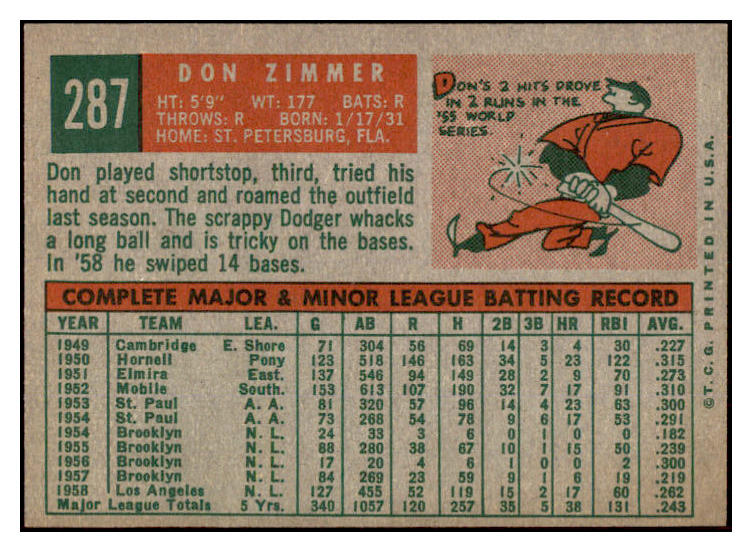 287
DON ZIMMER
HT: 5'9" WT: 177 BATS: R
THROWS: R BORN: 1/17/31
HOME: ST. PETERSBURG, FLA.
DON'S 2 HITS DROVE
IN 2 RUNS IN THE
'55 WORLD
SERIES.
Don played shortstop, third, tried his
hand at second and roamed the outfield
last season. The scrappy Dodger whacks
a long ball and is tricky on the bases.
In '58 he swiped 14 bases.
COMPLETE MAJOR & MINOR LEAGUE BATTING RECORD
YEAR TEAM LEA. G AB R H 2B 3B HR RBI AVG.
1949 Cambridge E. Shore 71 304 56 69 14 3 4 30 .227
1950 Hornell Pony 123 518 146 163 34 5 23 122 .315
1951 Elmira East. 137 546 94 149 28 2 9 70 .273
1952 Mobile South. 153 613 107 190 32 7 17 91 .310
1953 St. Paul A. A. 81 320 57 96 14 4 23 63 .300
1954 St. Paul A. A. 73 268 54 78 9 6 17 53 .291
1954 Brooklyn N. L. 24 33 3 6 0 1 0 0 .182
1955 Brooklyn N. L. 88 280 38 67 10 1 15 50 .239
1956 Brooklyn N. L. 17 20 4 6 1 0 0 2 .300
1957 Brooklyn N. L. 84 269 23 59 9 1 6 19 .219
1958 Los Angeles N. L. 127 455 52 119 15 2 17 60 .262
Major League Totals 5 Yrs. 340 1057 120 257 35 5 38 131 .243
©T.C.G. PRINTED IN U.S.A.